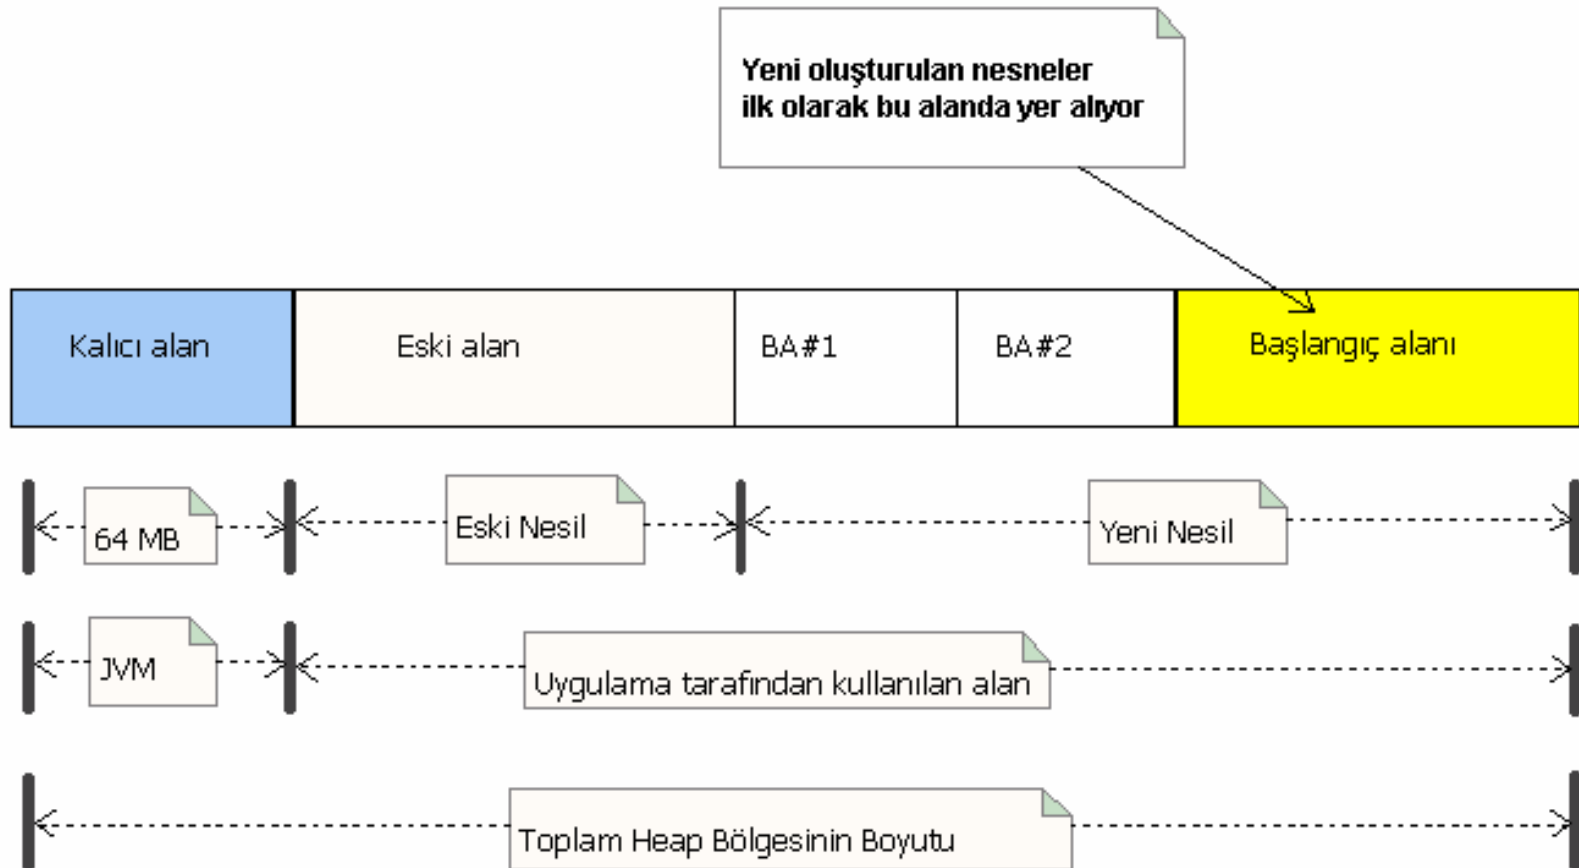 Yeni oluşturulan nesneler
ilk olarak bu alanda yer alıyor
Kalıcı alan
Eski alan
BA#1
BA#2
Başlangıç alanı
64 MB
Eski Nesil
Yeni Nesil
JVM
Uygulama tarafından kullanılan alan
Toplam Heap Bölgesinin Boyutu